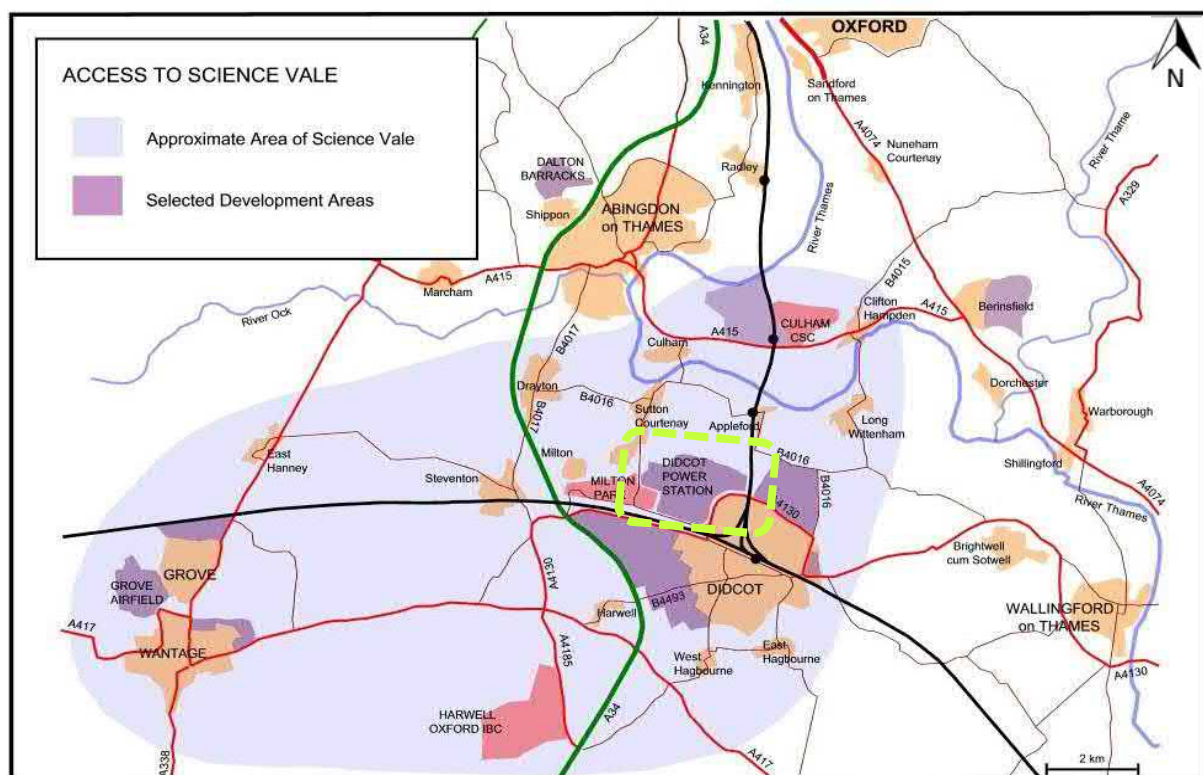 OXFORD
A34
ACCESS TO SCIENCE VALE
Kennington
Sandford
on Thames
N
Approximate Area of Science Vale
A4074
Nuneham
Courtenay
River Thame
DALTON
BARRACKS
Radley
A329
Selected Development Areas
Shippon
ABINGDON
on THAMES
River Thames
B4015
Marcham
A415
Clifton
Hampden
A415
Berinsfield
River Ock
B4017
A415
CULHAM
CSC
Culham
Drayton
B4016
Dorchester
B4017
Sutton
Courtenay
Appleford
Long
Wittenham
Warborough
East
Hanney
Milton
B4016
Shillingford
Steventon
DIDCOT
POWER
STATION
MILTON
PARK
B4016
A4130
A4074
River Thames
Brightwell
cum Sotwell
GROVE
GROVE
AIRFIELD
A4130
B4493
DIDCOT
WALLINGFORD
on THAMES
Harwell
A417
WANTAGE
A4185
West
Hagbourne
East
Hagbourne
A4130
HARWELL
OXFORD IBC
A34
A417
A338
2 km